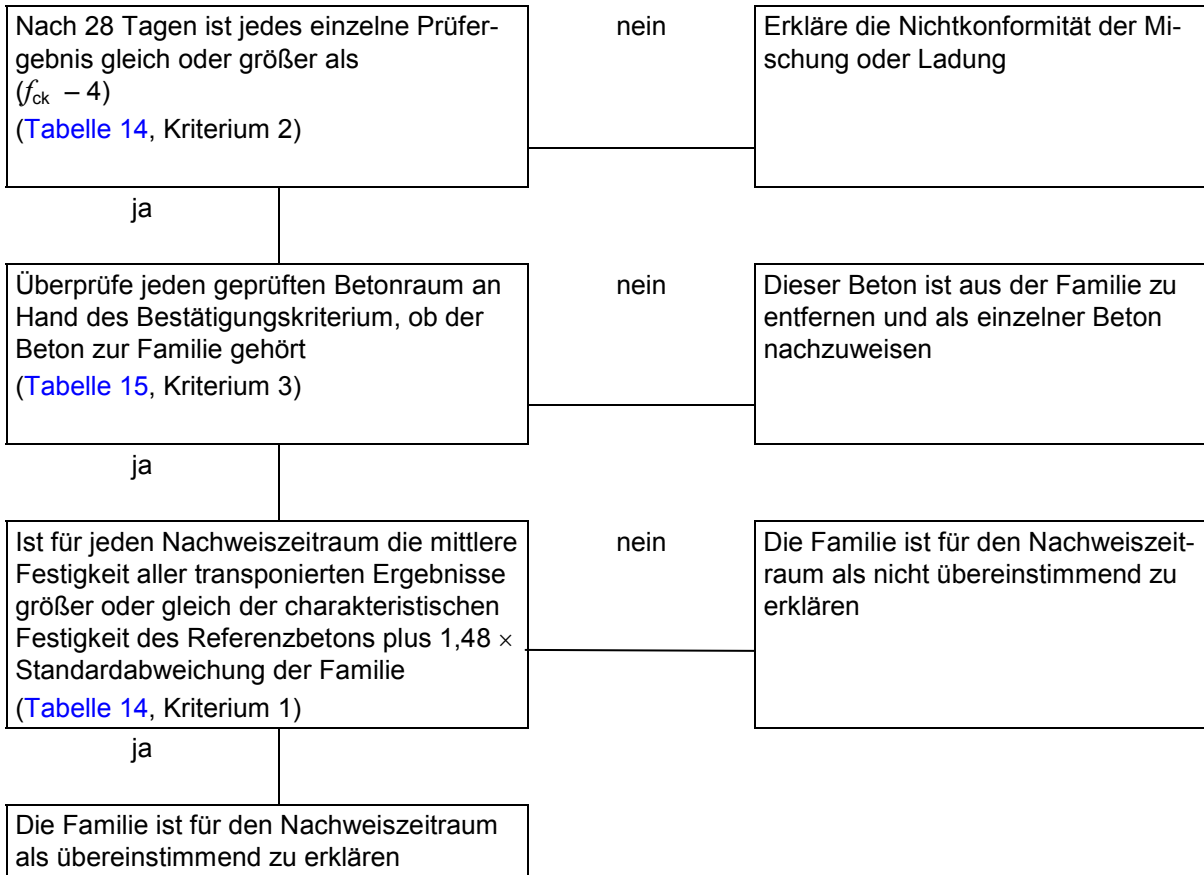 Nach 28 Tagen ist jedes einzelne Prüfer-
gebnis gleich oder größer als
(fck – 4)
(Tabelle 14, Kriterium 2)
nein
Erkläre die Nichtkonformität der Mi-
schung oder Ladung
ja
Überprüfe jeden geprüften Betonraum an
Hand des Bestätigungskriterium, ob der
Beton zur Familie gehört
(Tabelle 15, Kriterium 3)
nein
Dieser Beton ist aus der Familie zu
entfernen und als einzelner Beton
nachzuweisen
ja
Ist für jeden Nachweiszeitraum die mittlere
Festigkeit aller transponierten Ergebnisse
größer oder gleich der charakteristischen
Festigkeit des Referenzbetons plus 1,48 ×
Standardabweichung der Familie
(Tabelle 14, Kriterium 1)
nein
Die Familie ist für den Nachweiszeit-
raum als nicht übereinstimmend zu
erklären
ja
Die Familie ist für den Nachweiszeitraum
als übereinstimmend zu erklären